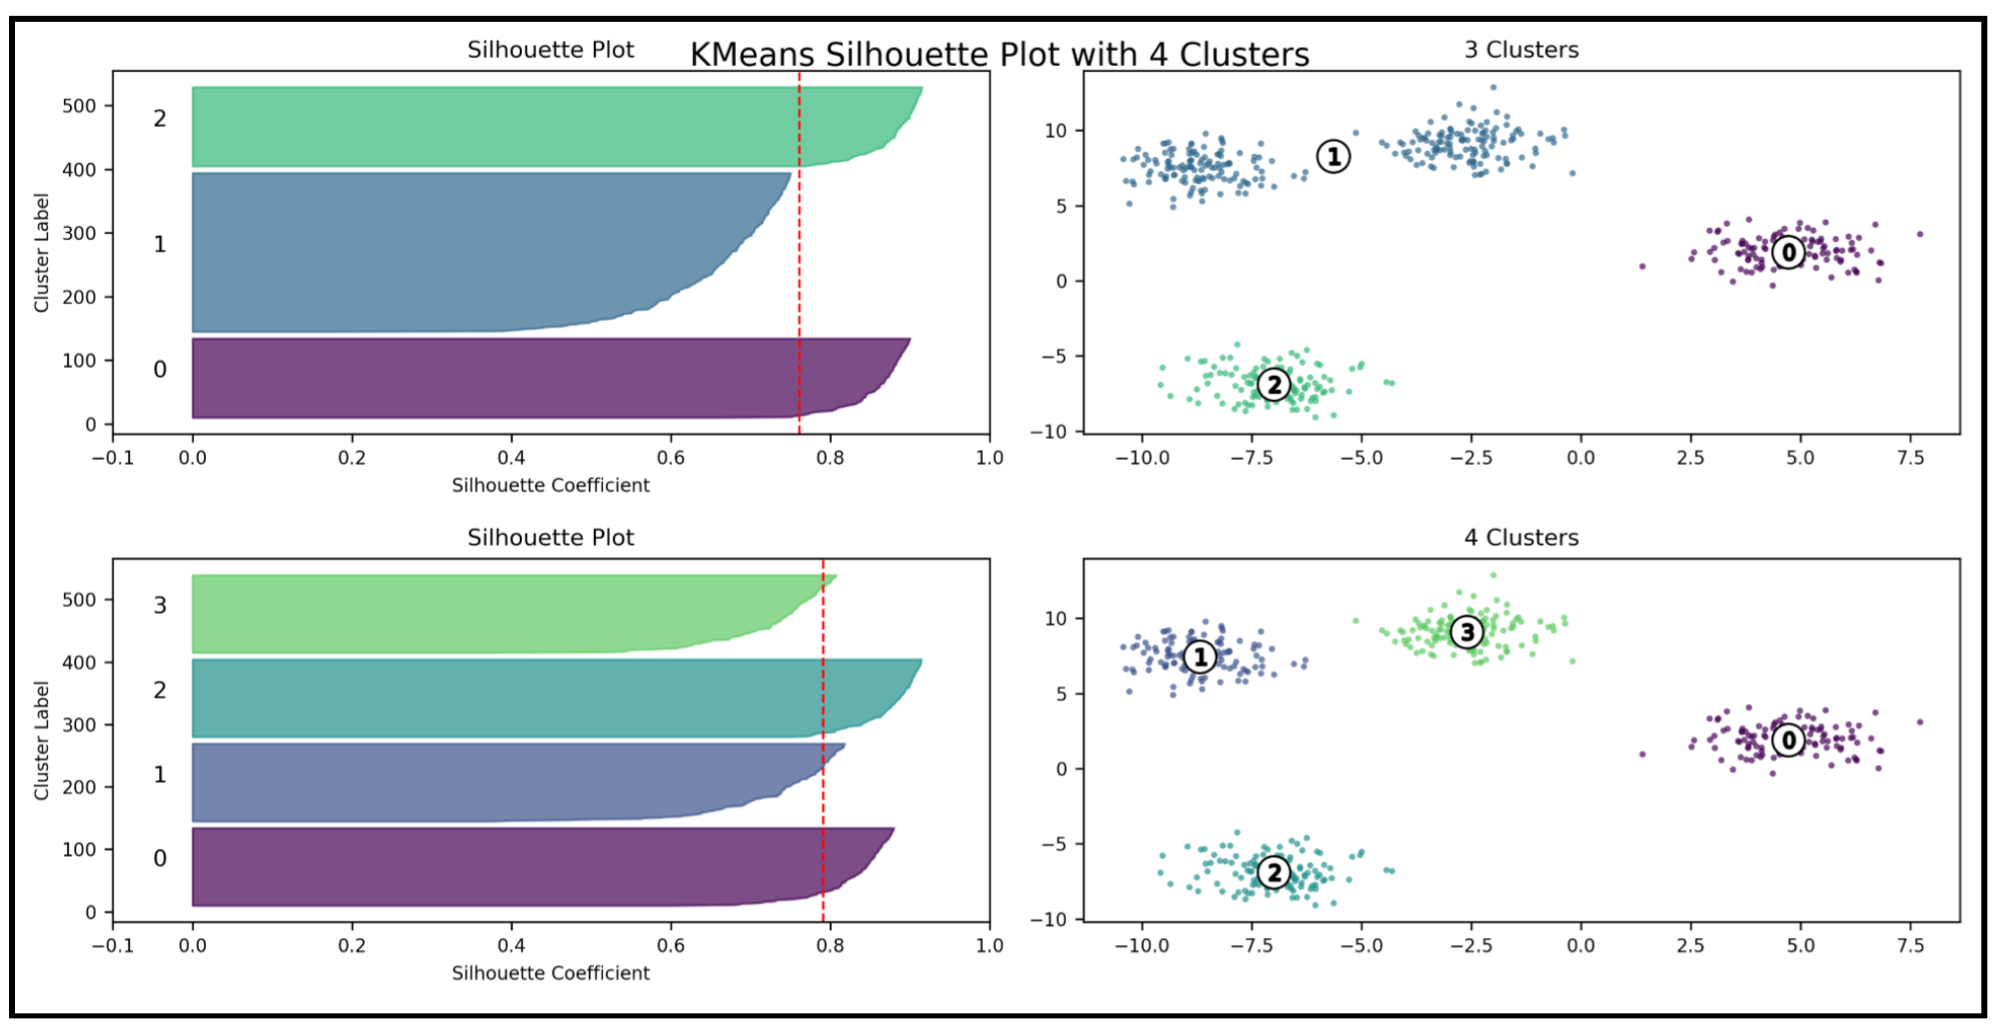 KMeans Silhouette Plot with 4 Clusters
Silhouette Plot
500
400
300
200
100
0
Cluster Label
2
1
0
−0.1 0.0 0.2 0.4 0.6 0.8 1.0
Silhouette Coefficient
3 Clusters
10
5
0
−5
−10
1
0
2
−10.0 −7.5 −5.0 −2.5 0.0 2.5 5.0 7.5
Silhouette Plot
500
400
300
200
100
0
Cluster Label
3
2
1
0
−0.1 0.0 0.2 0.4 0.6 0.8 1.0
Silhouette Coefficient
4 Clusters
10
5
0
−5
−10
3
1
0
2
−10.0 −7.5 −5.0 −2.5 0.0 2.5 5.0 7.5